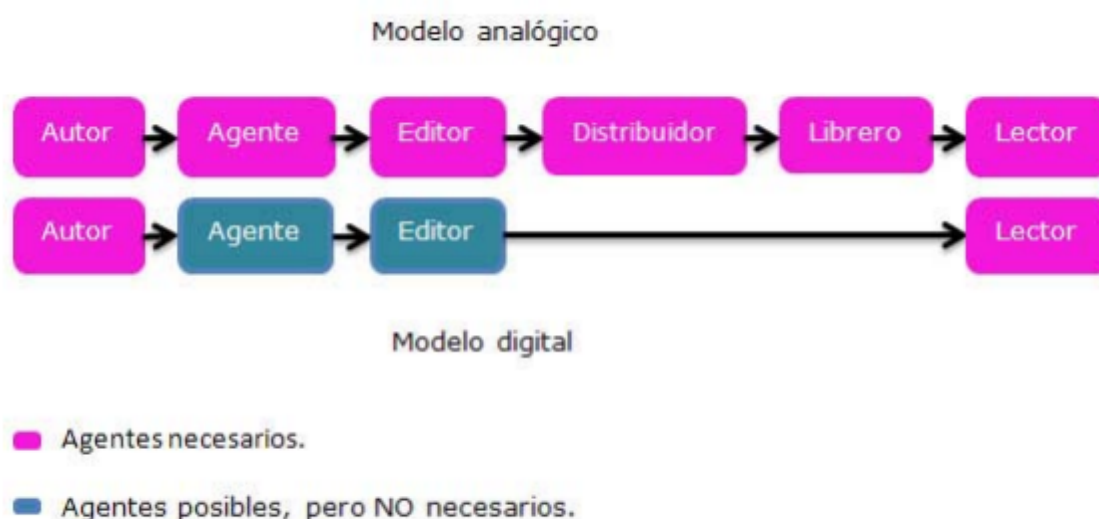 Modelo analógico
Autor Agente Editor Distribuidor Librero Lector
Autor Agente Editor Lector
Modelo digital
Agentes necesarios.
Agentes posibles, pero NO necesarios.